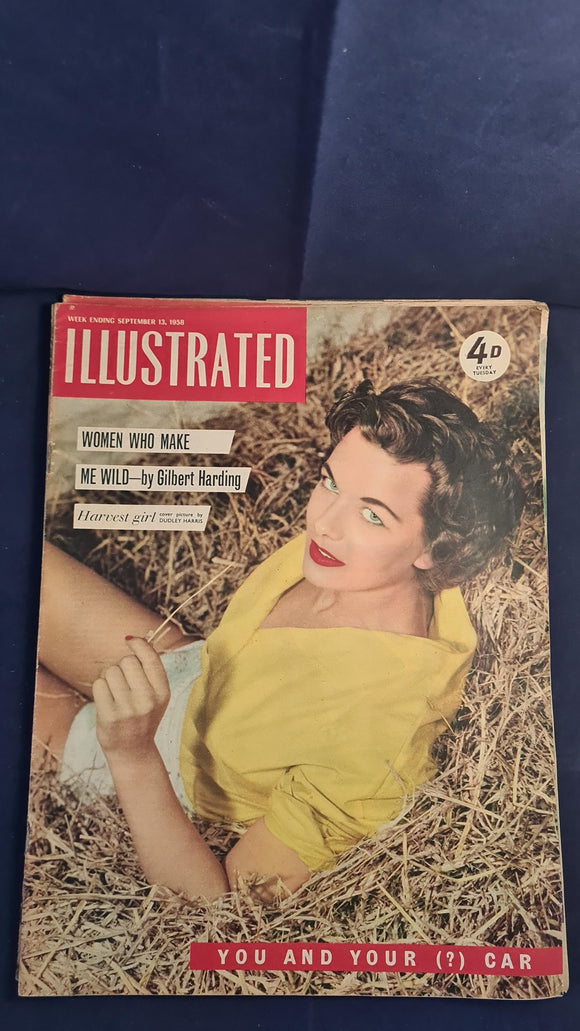 WEEK ENDING SEPTEMBER 13, 1958
ILLUSTRATED
4D
EVERY
TUESDAY
WOMEN WHO MAKE
ME WILD—by Gilbert Harding
Harvest girl cover picture by
DUDLEY HARRIS
YOU AND YOUR (?) CAR